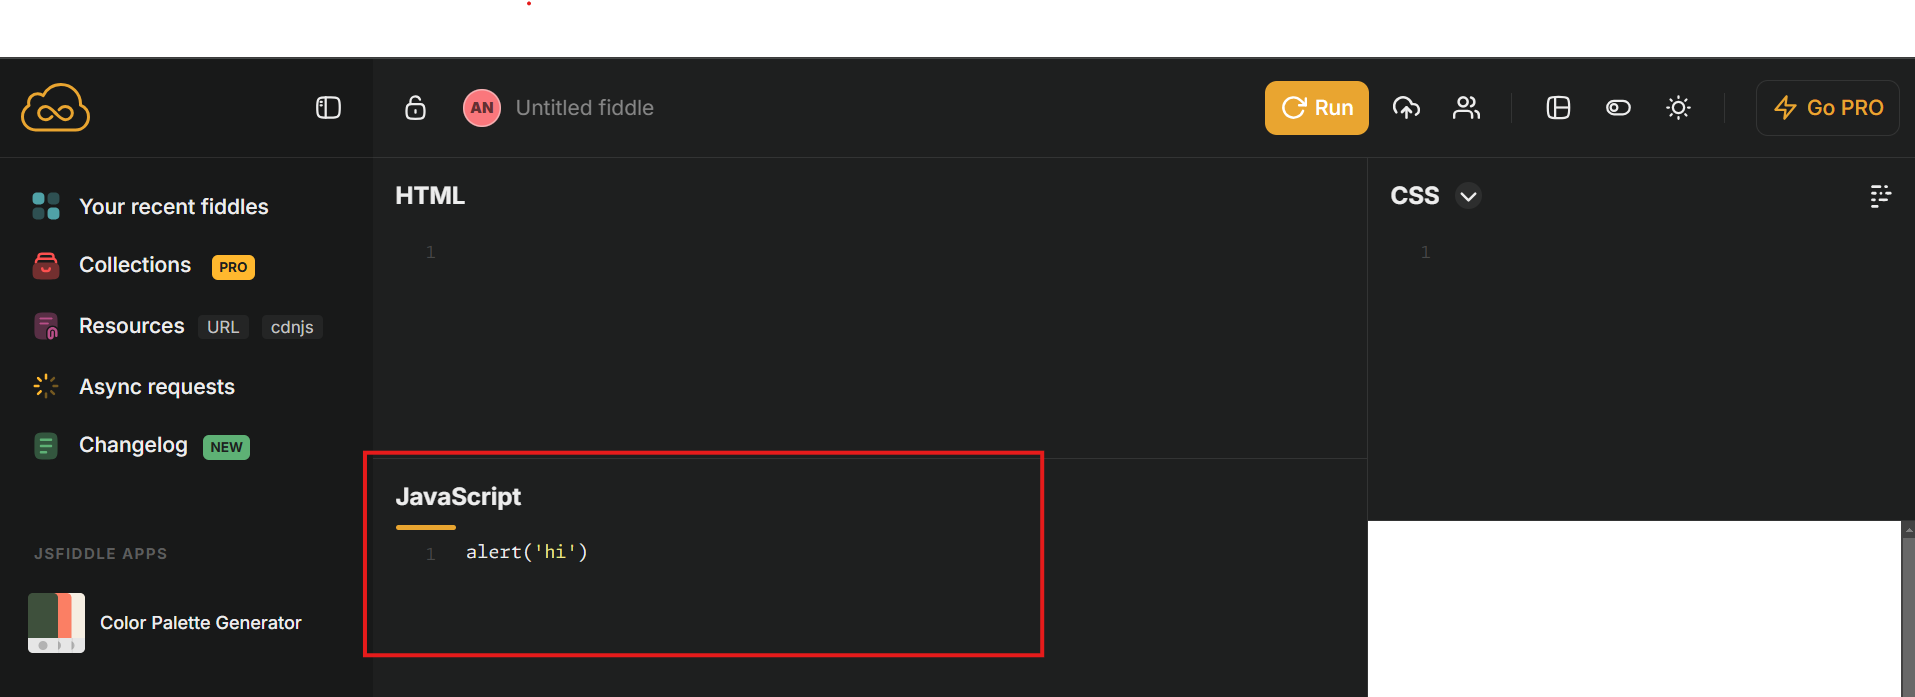 AN Untitled fiddle
Run
Go PRO
Your recent fiddles
Collections PRO
Resources URL cdnjs
Async requests
Changelog NEW
JSFIDDLE APPS
Color Palette Generator
HTML
1
JavaScript
1 alert('hi')
CSS
1